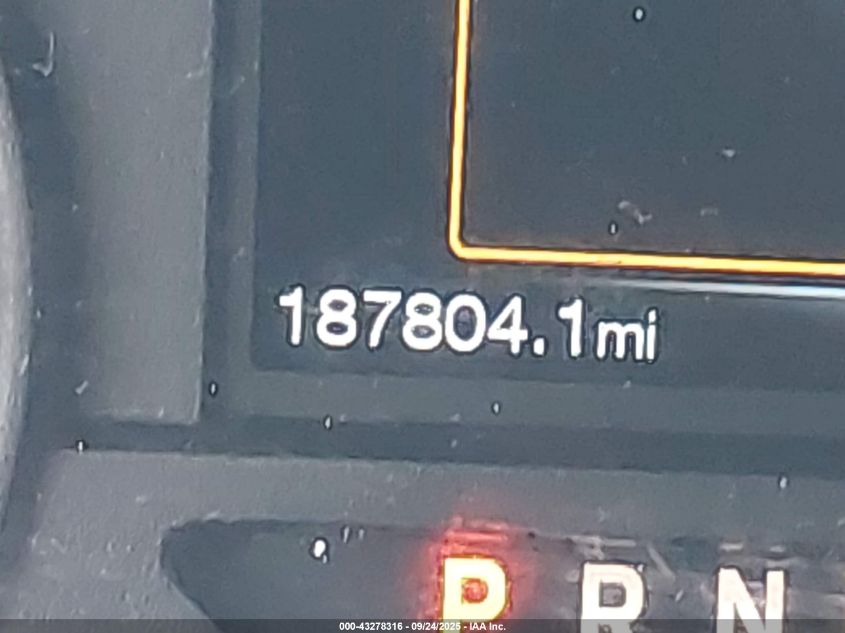 187804.1mi
P R N
000-43278316 - 09/24/2025 - IAA Inc.